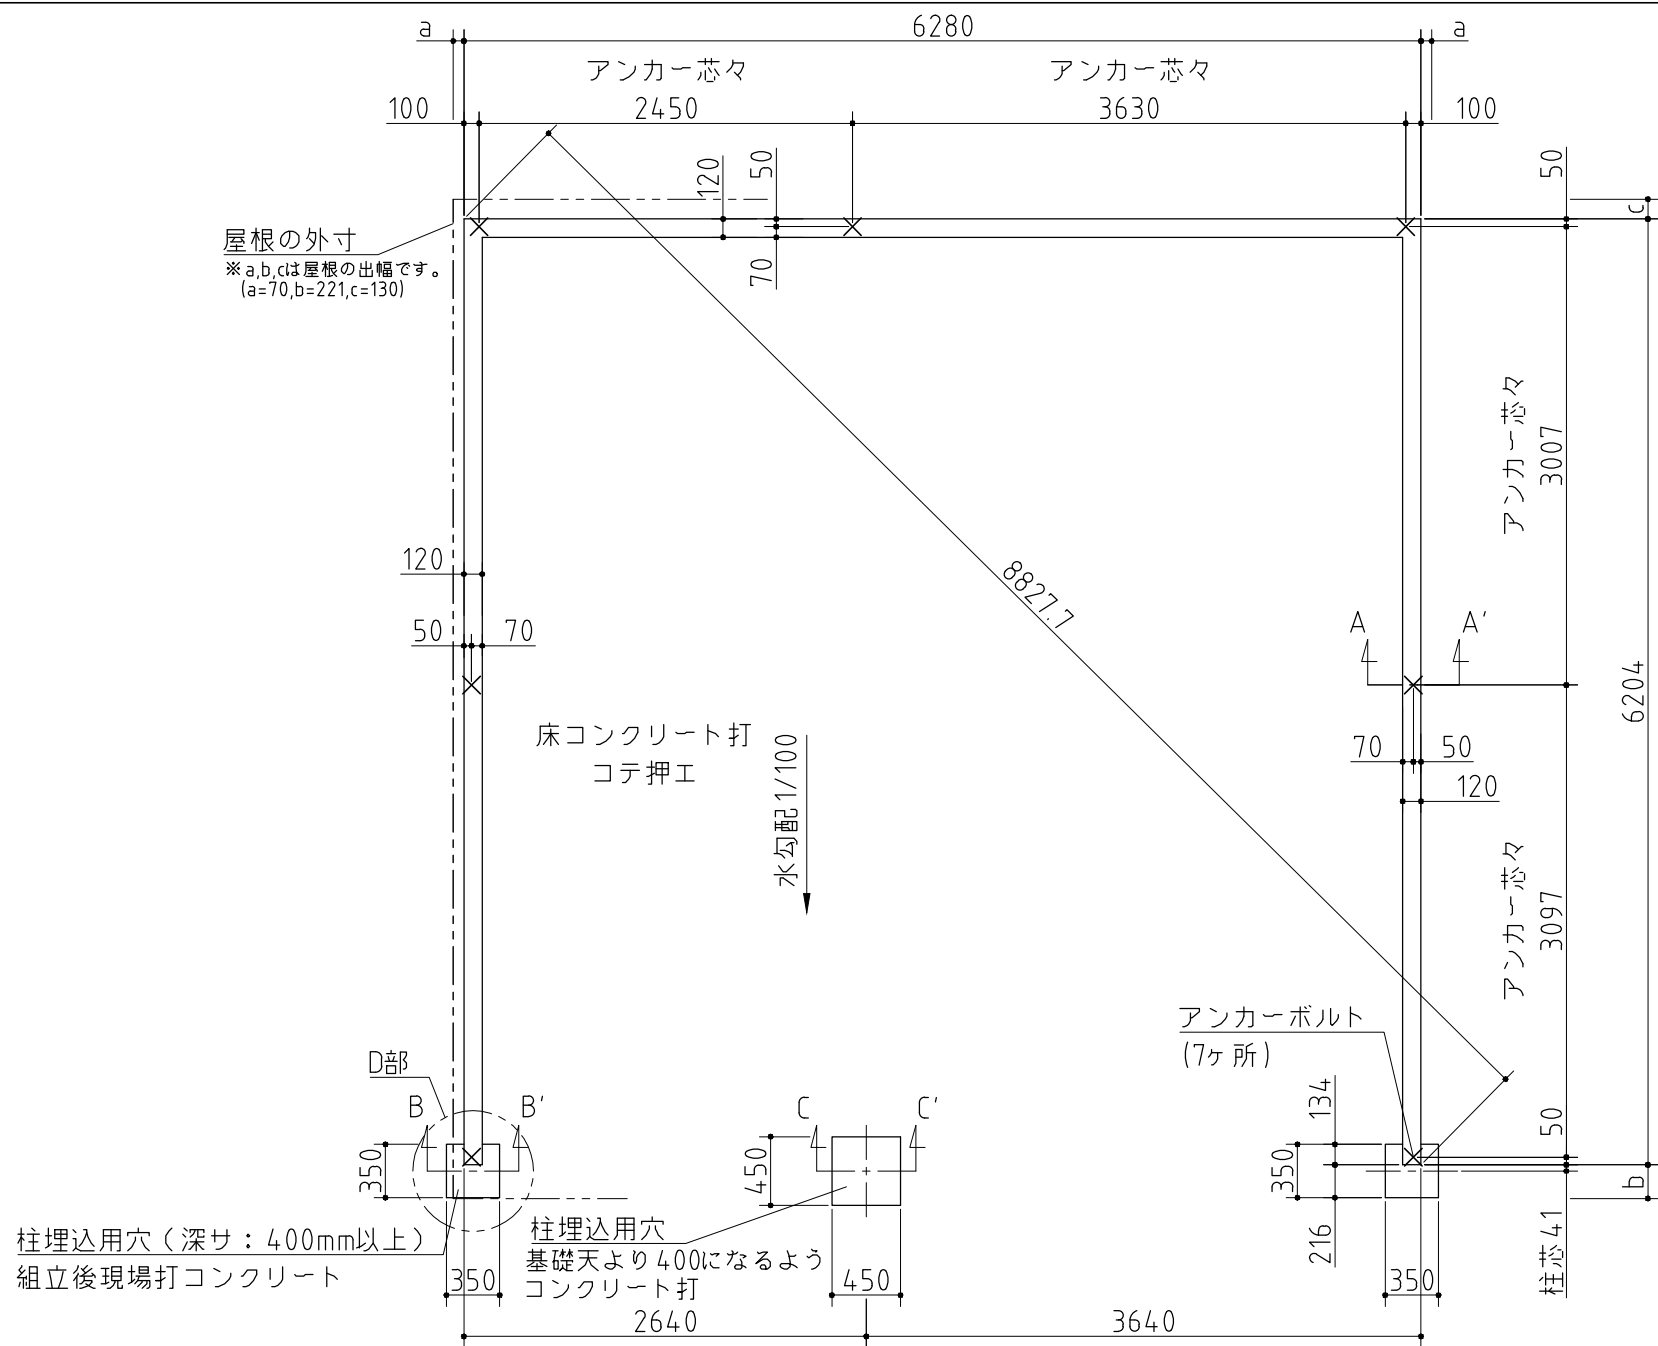 a
6280
a
アンカー芯々
アンカー芯々
100
2450
3630
100
120
50
50
c
屋根の外寸
※a,b,cは屋根の出幅です。
(a=70,b=221,c=130)
70
アンカー芯々
3007
8827.7
120
50
70
A
A'
6204
床コンクリート打
コテ押エ
水勾配1/100
70
50
120
アンカー芯々
3097
アンカーボルト
(7ヶ所)
D部
B
B'
C
C'
134
50
350
450
350
b
柱埋込用穴（深サ：400mm以上）
組立後現場打コンクリート
柱埋込用穴
基礎天より400になるよう
コンクリート打
216
柱芯41
350
450
350
2640
3640